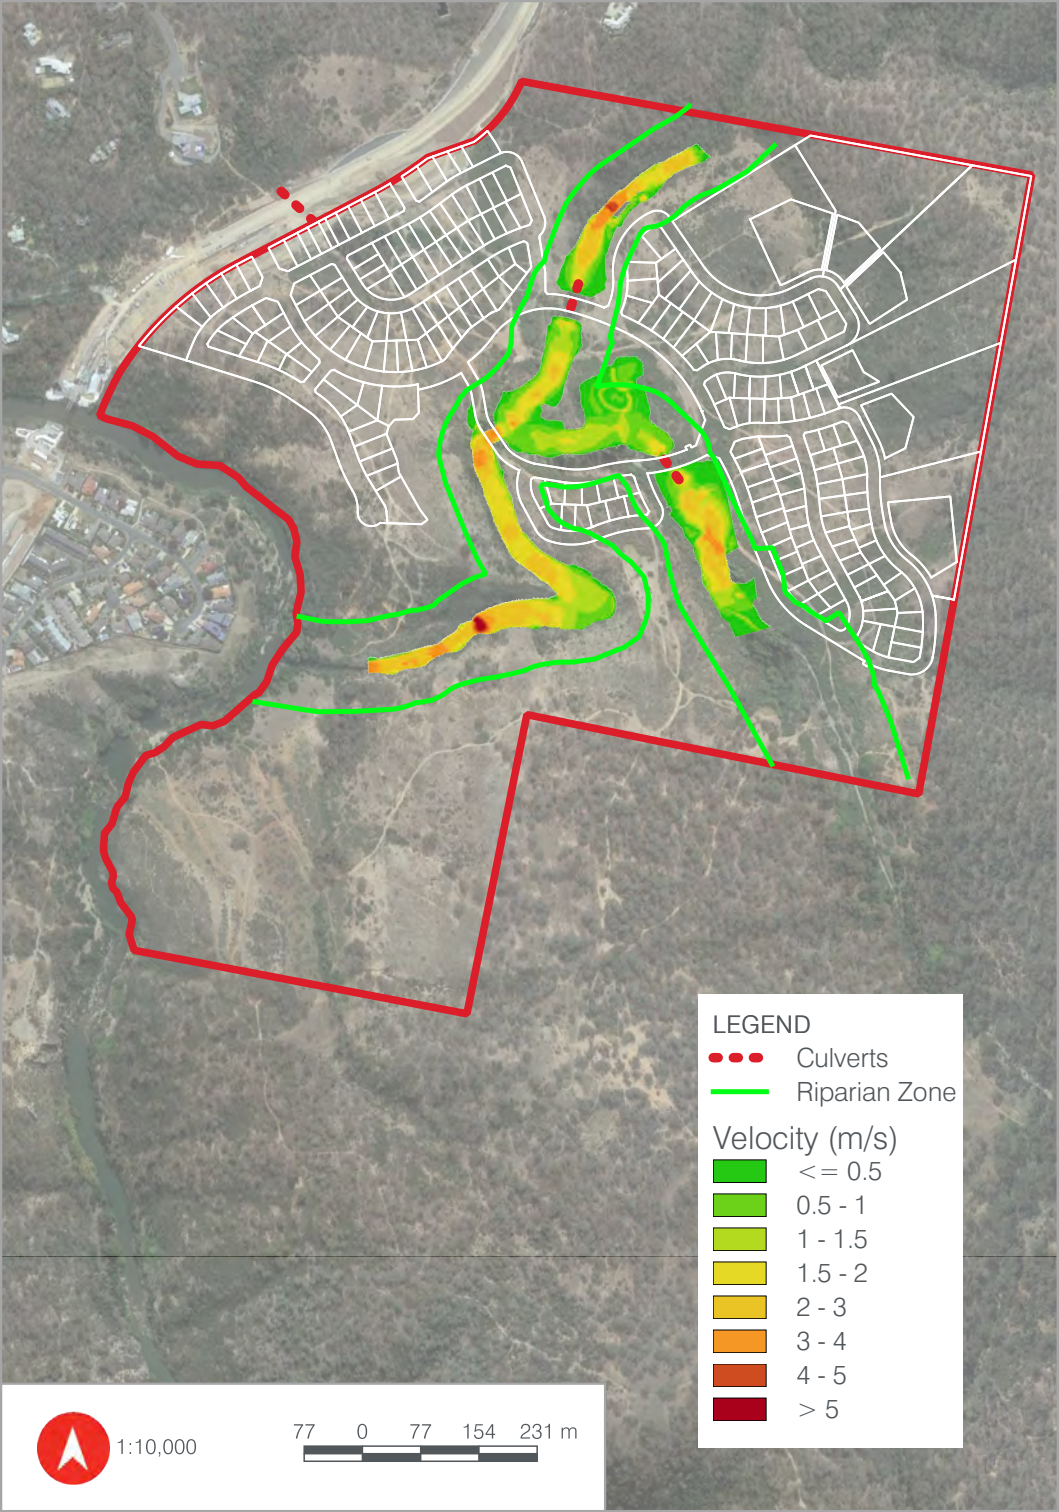 LEGEND
Culverts
Riparian Zone
Velocity (m/s)
<= 0.5
0.5 - 1
1 - 1.5
1.5 - 2
2 - 3
3 - 4
4 - 5
> 5
1:10,000
77 0 77 154 231 m